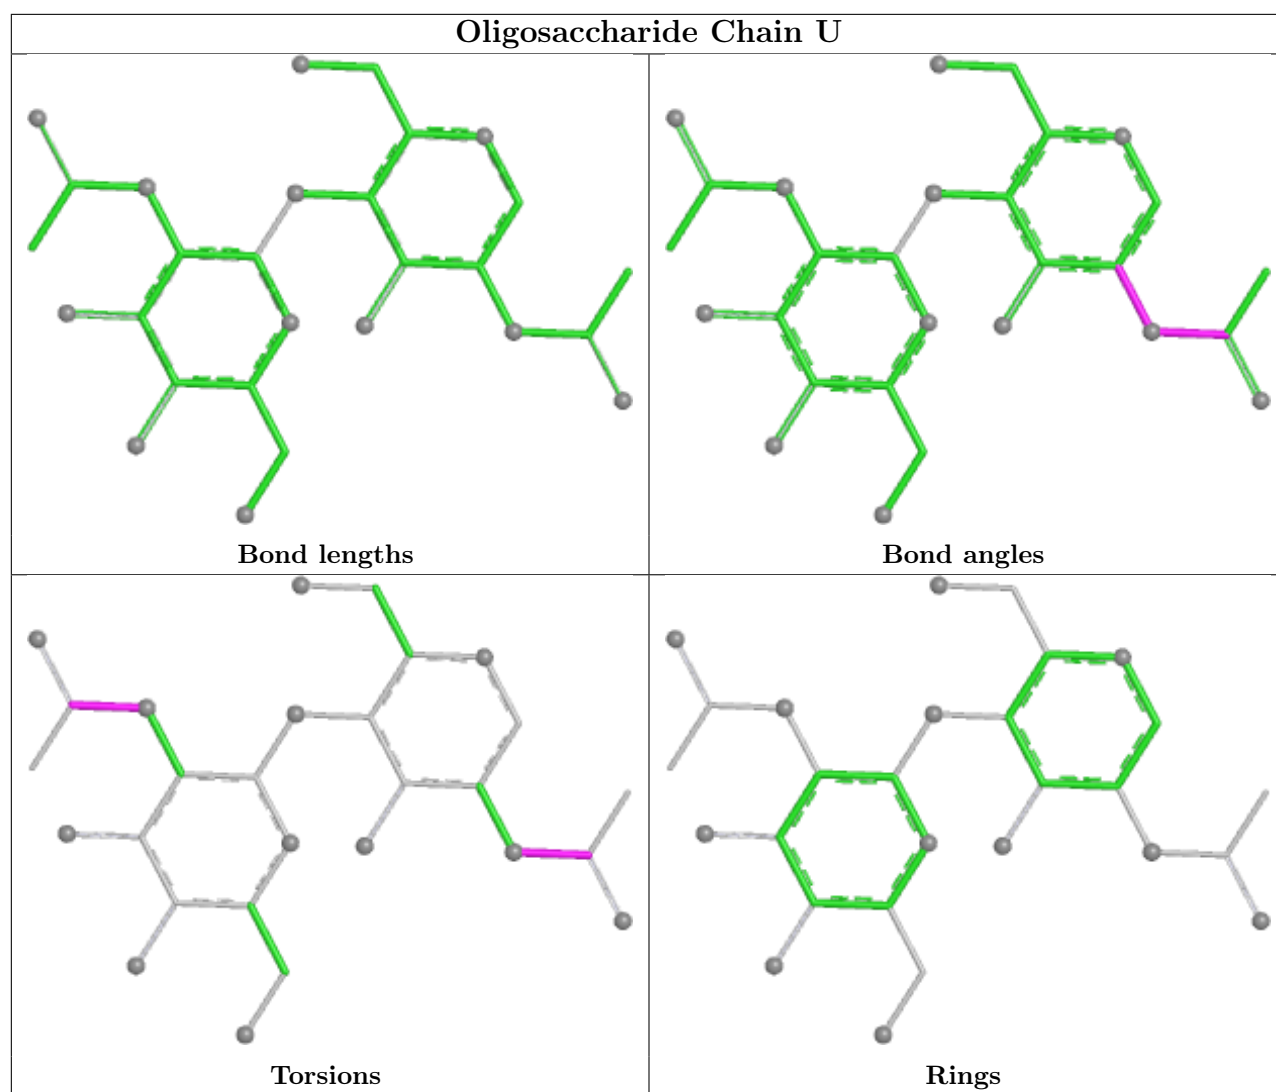 Oligosaccharide Chain U
Bond lengths
Bond angles
Torsions
Rings